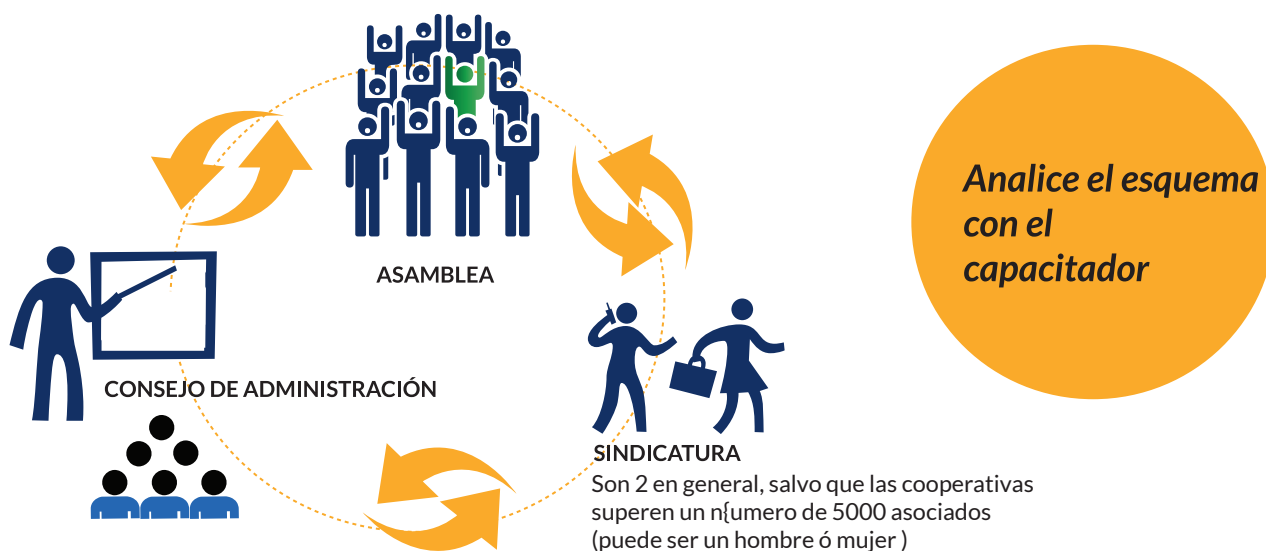 ASAMBLEA
Analice el esquema
con el
capacitador
CONSEJO DE ADMINISTRACIÓN
SINDICATURA
Son 2 en general, salvo que las cooperativas
superen un n{umero de 5000 asociados
(puede ser un hombre ó mujer )